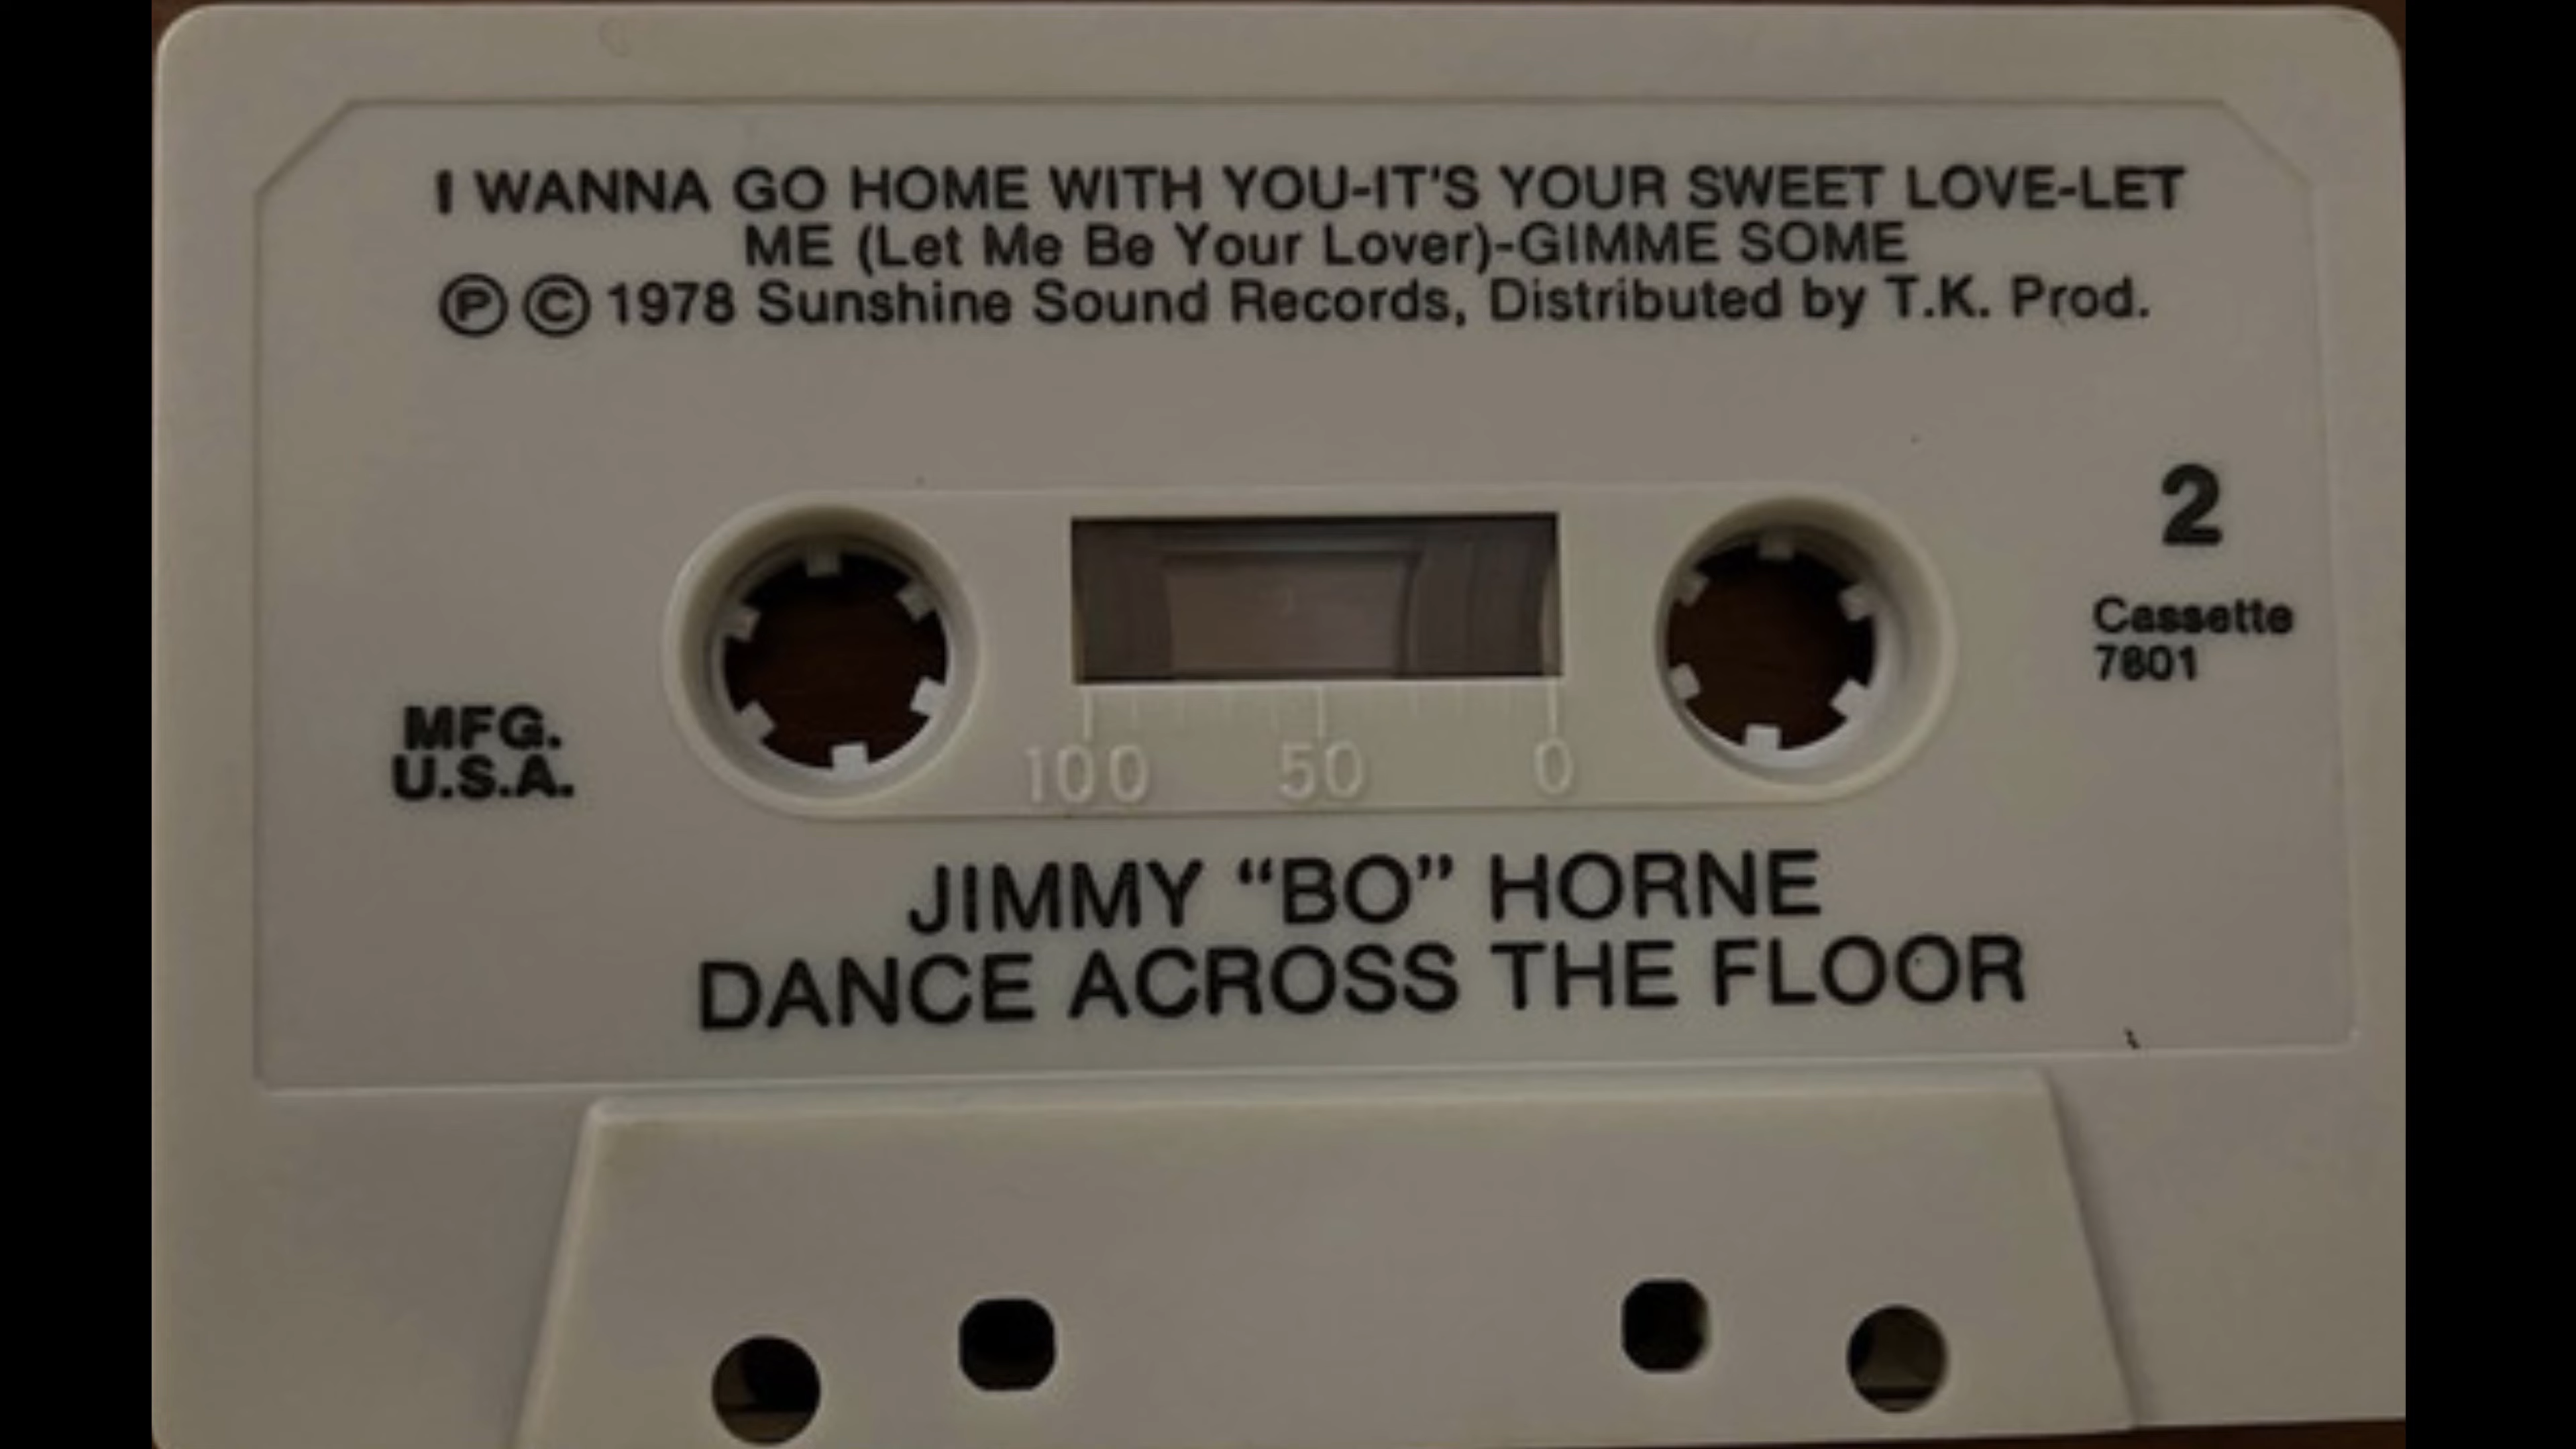 I WANNA GO HOME WITH YOU-IT'S YOUR SWEET LOVE-LET
ME (Let Me Be Your Lover)-GIMME SOME
Ⓟ © 1978 Sunshine Sound Records, Distributed by T.K. Prod.
2
Cassette
7801
MFG.
U.S.A.
100 50 0
JIMMY “BO” HORNE
DANCE ACROSS THE FLOOR